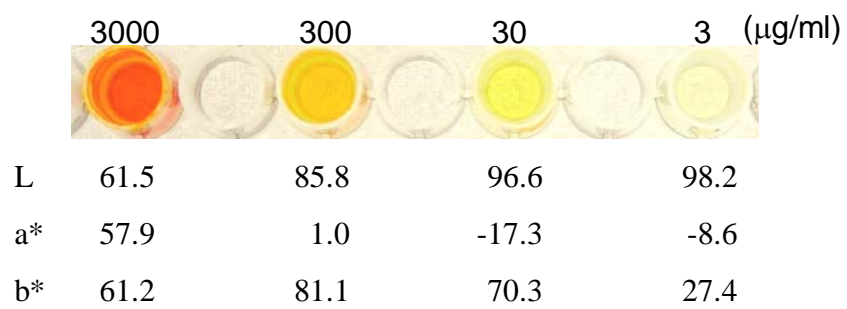 3000 300 30 3 (μg/ml)
L 61.5 85.8 96.6 98.2
a* 57.9 1.0 -17.3 -8.6
b* 61.2 81.1 70.3 27.4